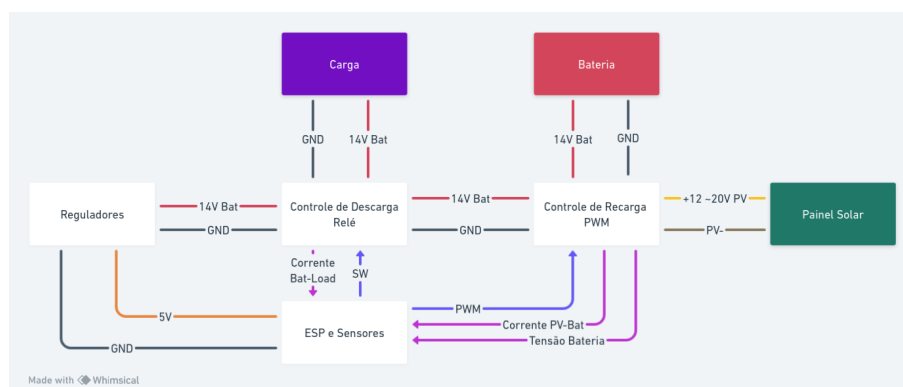 Carga
Bateria
GND
14V Bat
14V Bat
GND
Reguladores
14V Bat
GND
Controle de Descarga
Relé
14V Bat
GND
Controle de Recarga
PWM
+12 ~20V PV
PV-
Painel Solar
Corrente
Bat-Load
SW
5V
GND
ESP e Sensores
PWM
Corrente PV-Bat
Tensão Bateria
Made with Whimsical